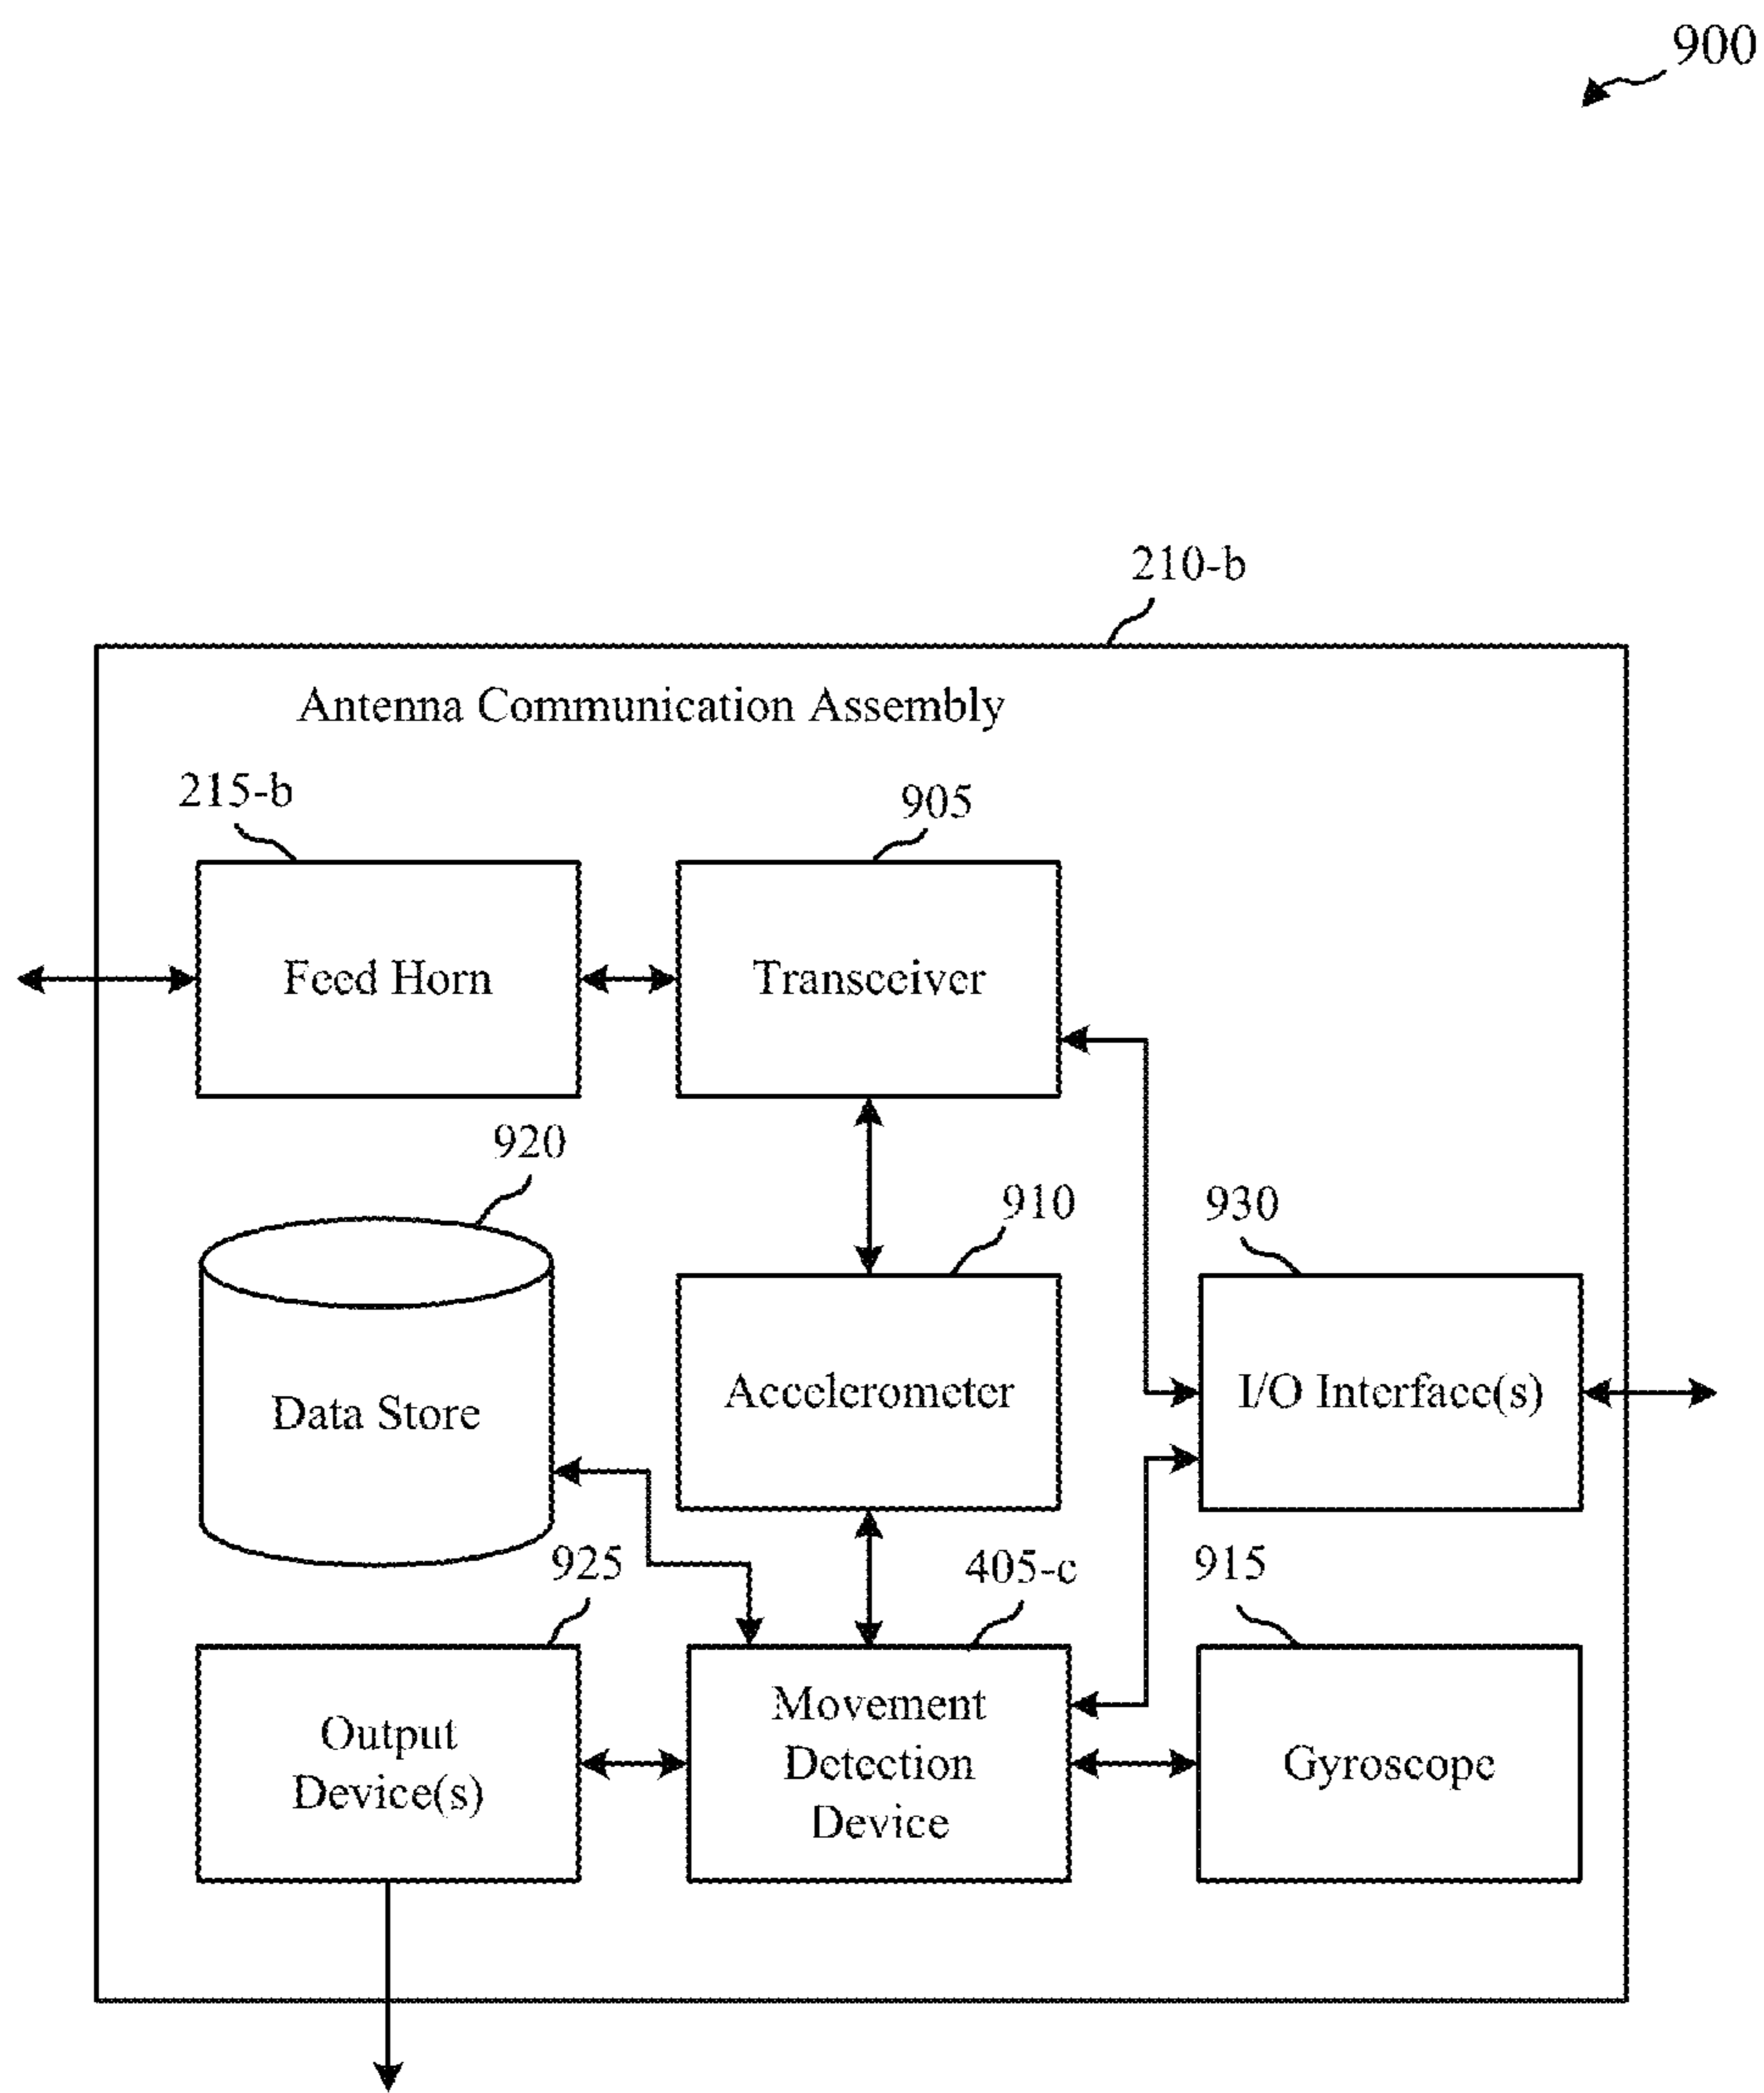 900
210-b
Antenna Communication Assembly
215-b
905
Feed Horn
Transceiver
920
910
930
Data Store
Accelerometer
I/O Interface(s)
925
405-c
915
Output
Device(s)
Movement
Detection
Device
Gyroscope